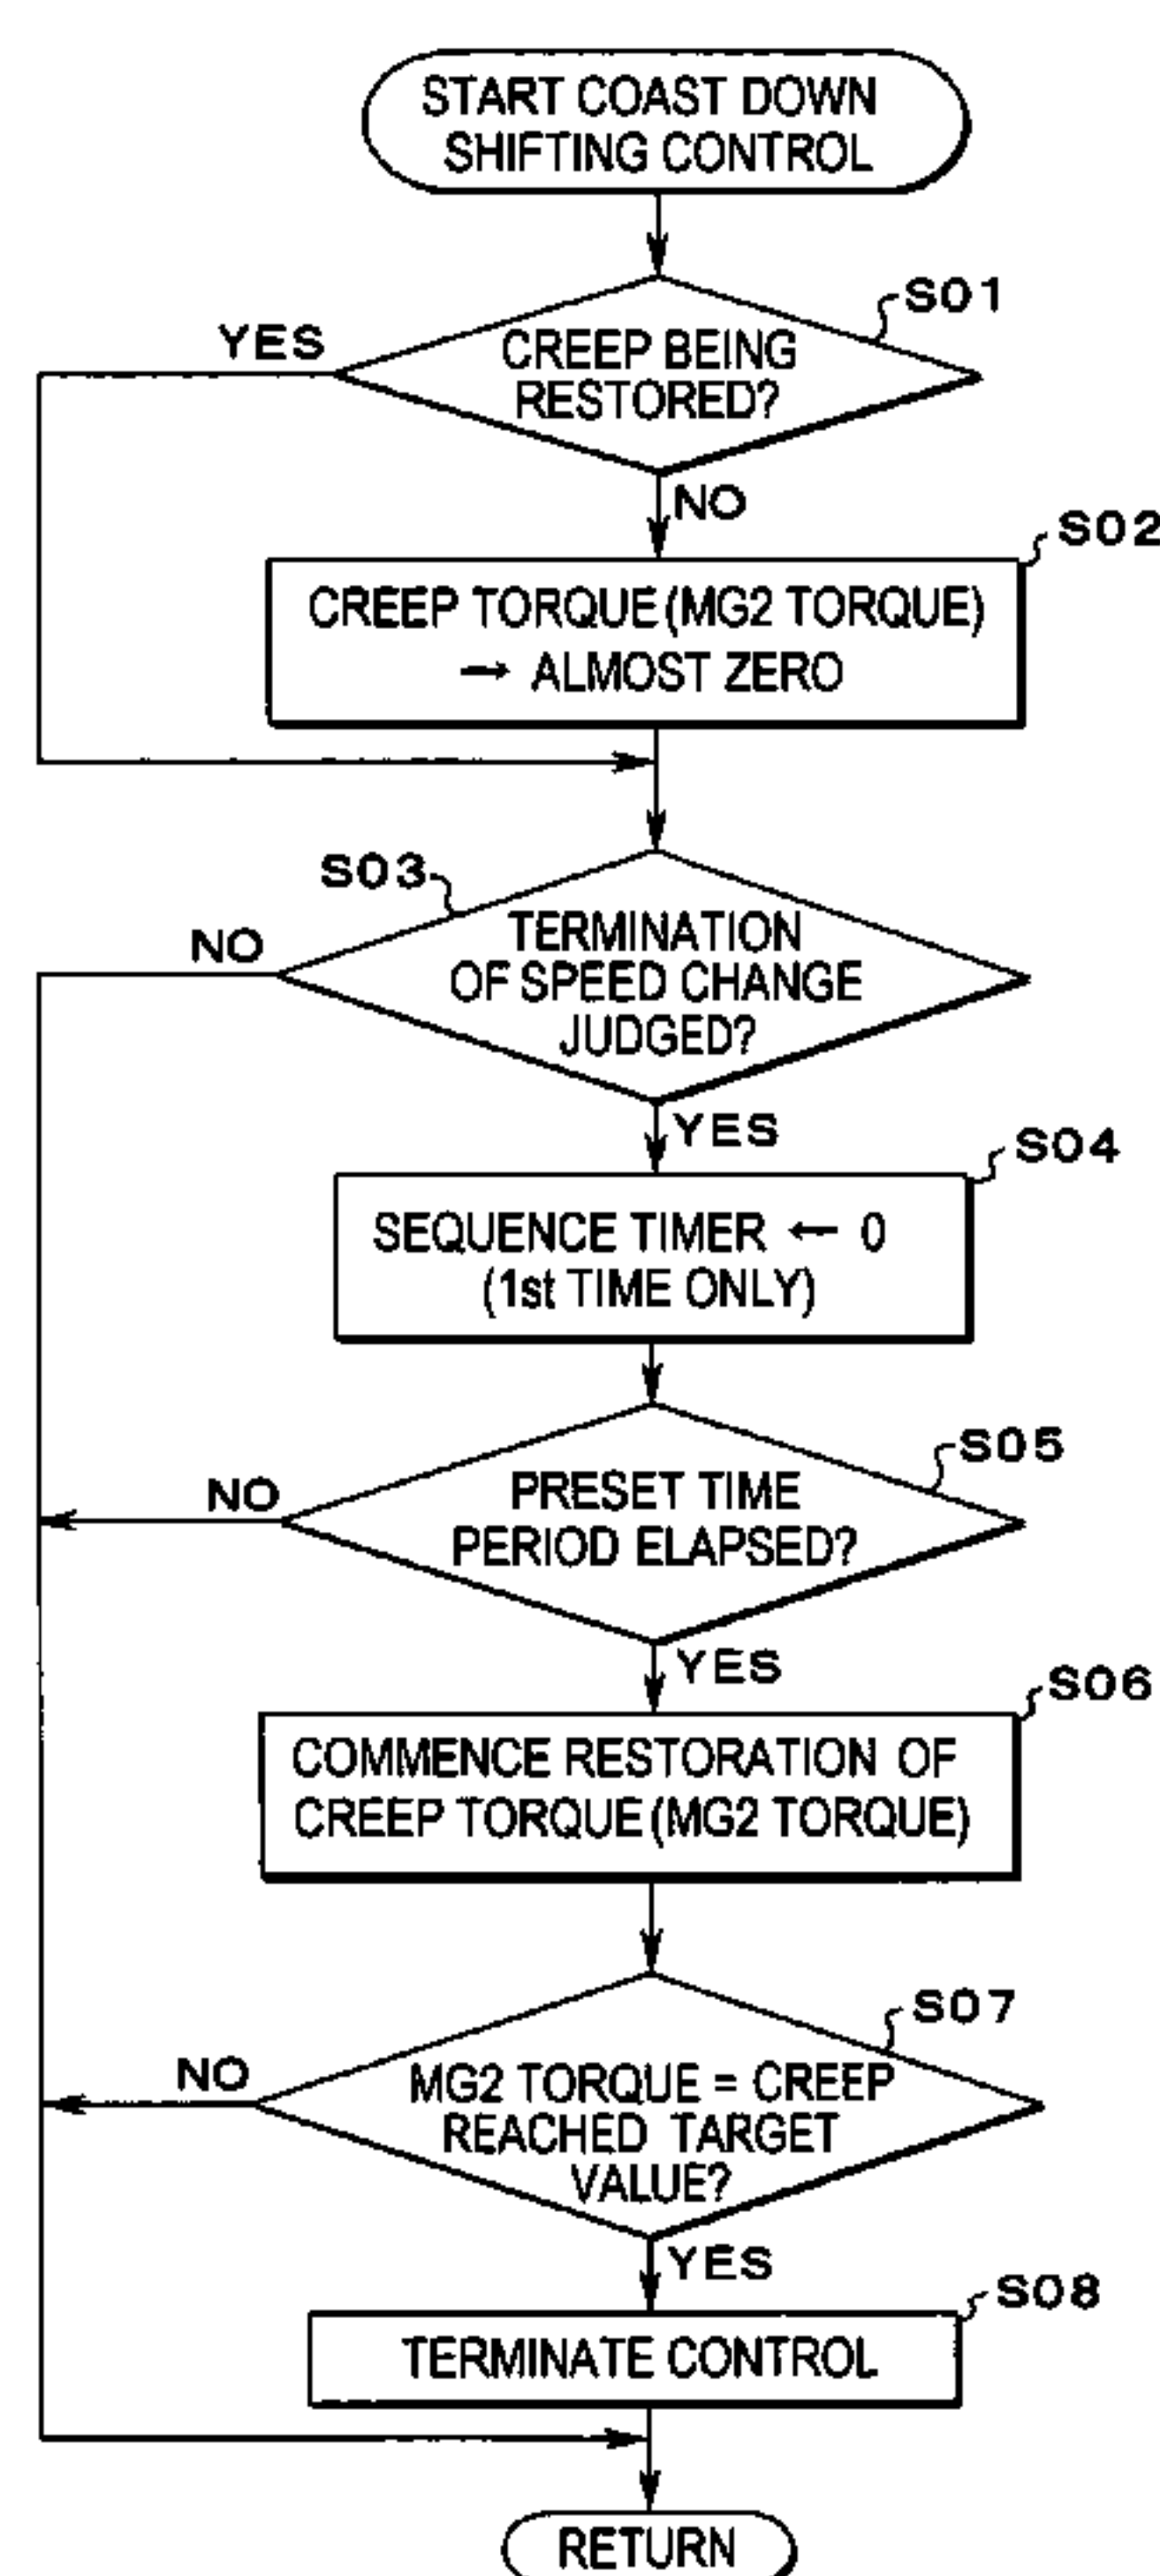 START COAST DOWN
SHIFTING CONTROL
S01
YES
CREEP BEING
RESTORED?
NO
S02
CREEP TORQUE (MG2 TORQUE)
→ ALMOST ZERO
S03
NO
TERMINATION
OF SPEED CHANGE
JUDGED?
YES
S04
SEQUENCE TIMER ← 0
(1st TIME ONLY)
S05
NO
PRESET TIME
PERIOD ELAPSED?
YES
S06
COMMENCE RESTORATION OF
CREEP TORQUE (MG2 TORQUE)
S07
NO
MG2 TORQUE = CREEP
REACHED TARGET
VALUE?
YES
S08
TERMINATE CONTROL
RETURN